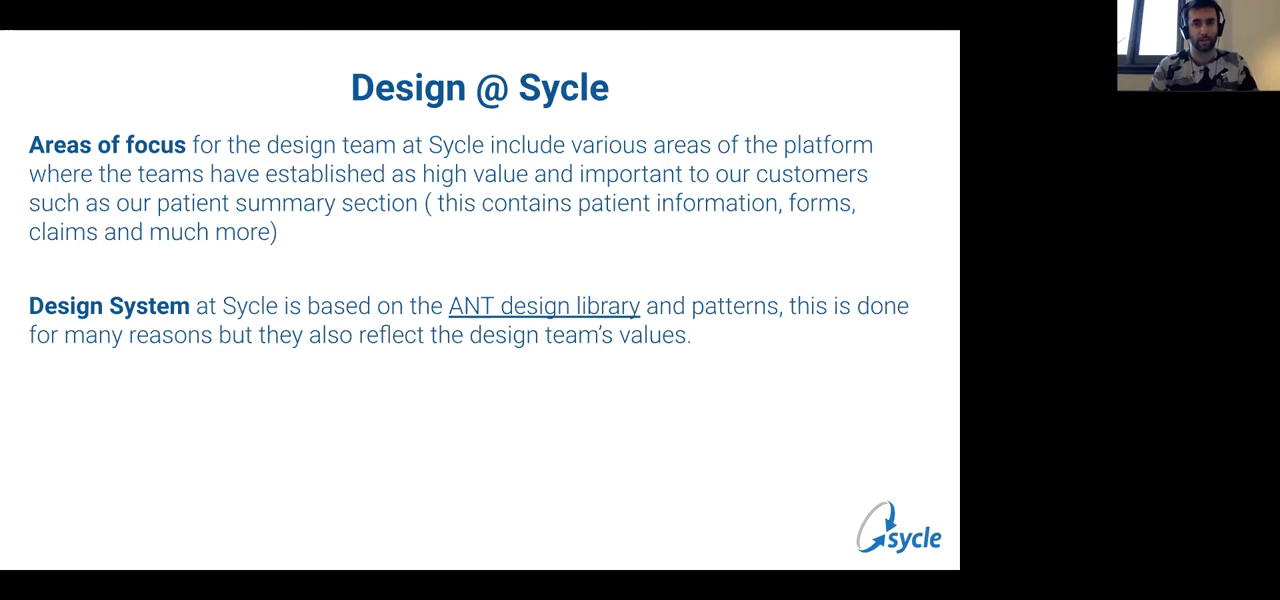 Design @ Sycle
Areas of focus for the design team at Sycle include various areas of the platform
where the teams have established as high value and important to our customers
such as our patient summary section ( this contains patient information, forms,
claims and much more)
Design System at Sycle is based on the ANT design library and patterns, this is done
for many reasons but they also reflect the design team’s values.
sycle